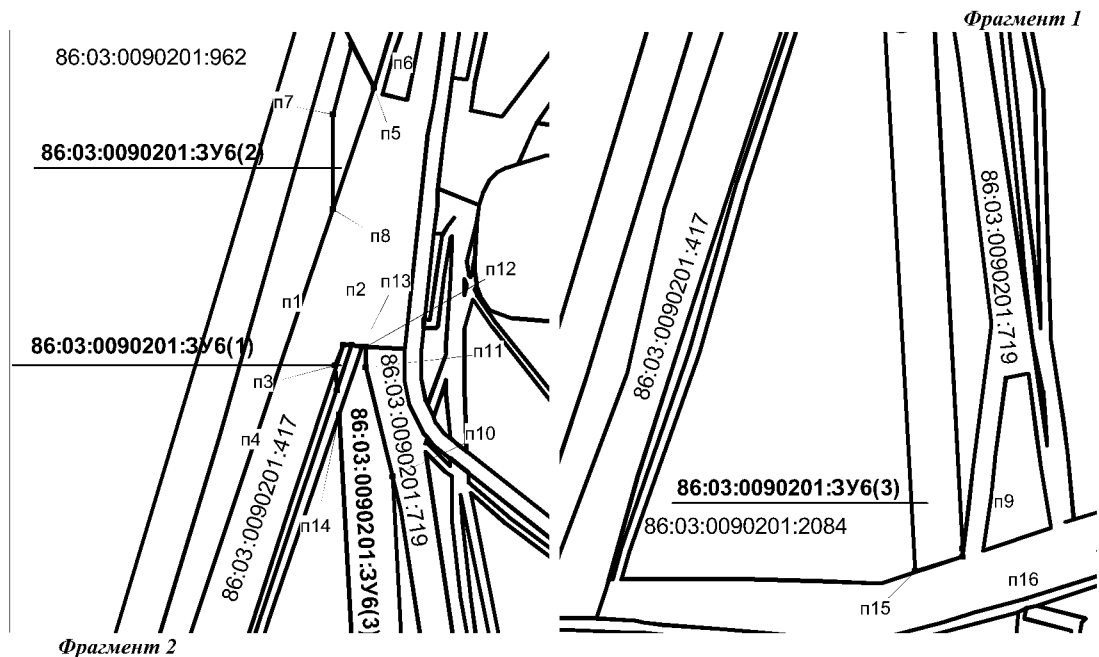 Фрагмент 1
86:03:0090201:962
п6
п7
п5
86:03:0090201:ЗУ6(2)
п8
п12
п13
п2
п1
86:03:0090201:ЗУ6(1)
п11
п3
п4
п10
86:03:0090201:417
86:03:0090201:ЗУ6(3)
86:03:0090201:719
п14
Фрагмент 2
86:03:0090201:417
86:03:0090201:719
86:03:0090201:ЗУ6(3)
86:03:0090201:2084
п9
п15
п16